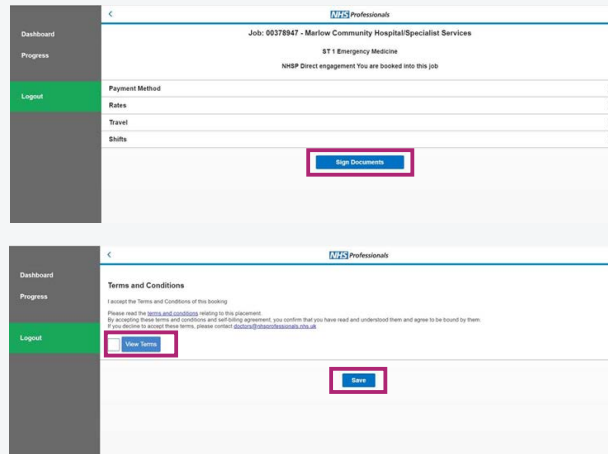 NHS Professionals
Dashboard
Progress
Logout
Job: 00378947 - Marlow Community Hospital/Specialist Services
ST 1 Emergency Medicine
NHSP Direct engagement You are booked into this job
Payment Method
Rates
Travel
Shifts
Sign Documents
NHS Professionals
Dashboard
Progress
Logout
Terms and Conditions
I accept the Terms and Conditions of this booking
Please read the terms and conditions relating to this placement.
By accepting these terms and conditions and self-billing agreement, you confirm that you have read and understood them and agree to be bound by them.
If you decline to accept these terms, please contact doctors@nhsprofessionals.nhs.uk
View Terms
Save